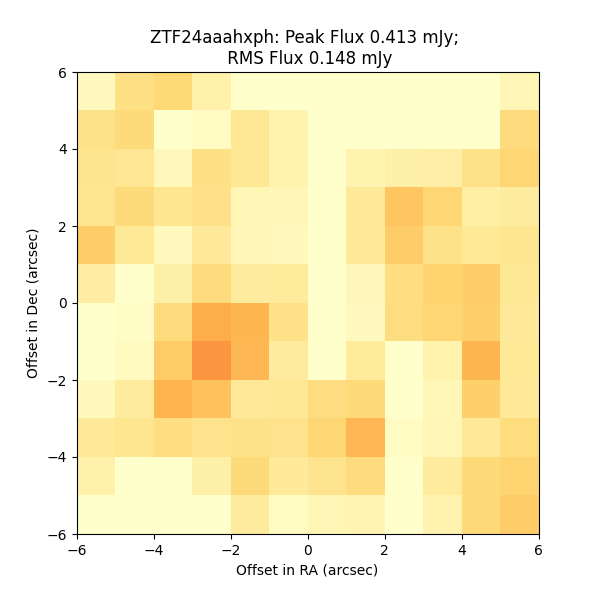 ZTF24aaahxph: Peak Flux 0.413 mJy;
RMS Flux 0.148 mJy
6
4
2
0
−2
−4
−6
Offset in Dec (arcsec)
−6 −4 −2 0 2 4 6
Offset in RA (arcsec)